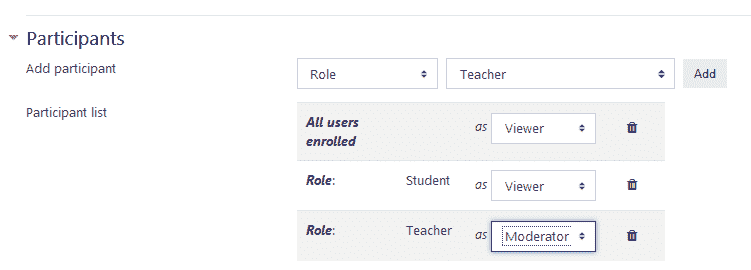 Participants
Add participant Role Teacher Add
Participant list
All users enrolled as Viewer
Role: Student as Viewer
Role: Teacher as Moderator